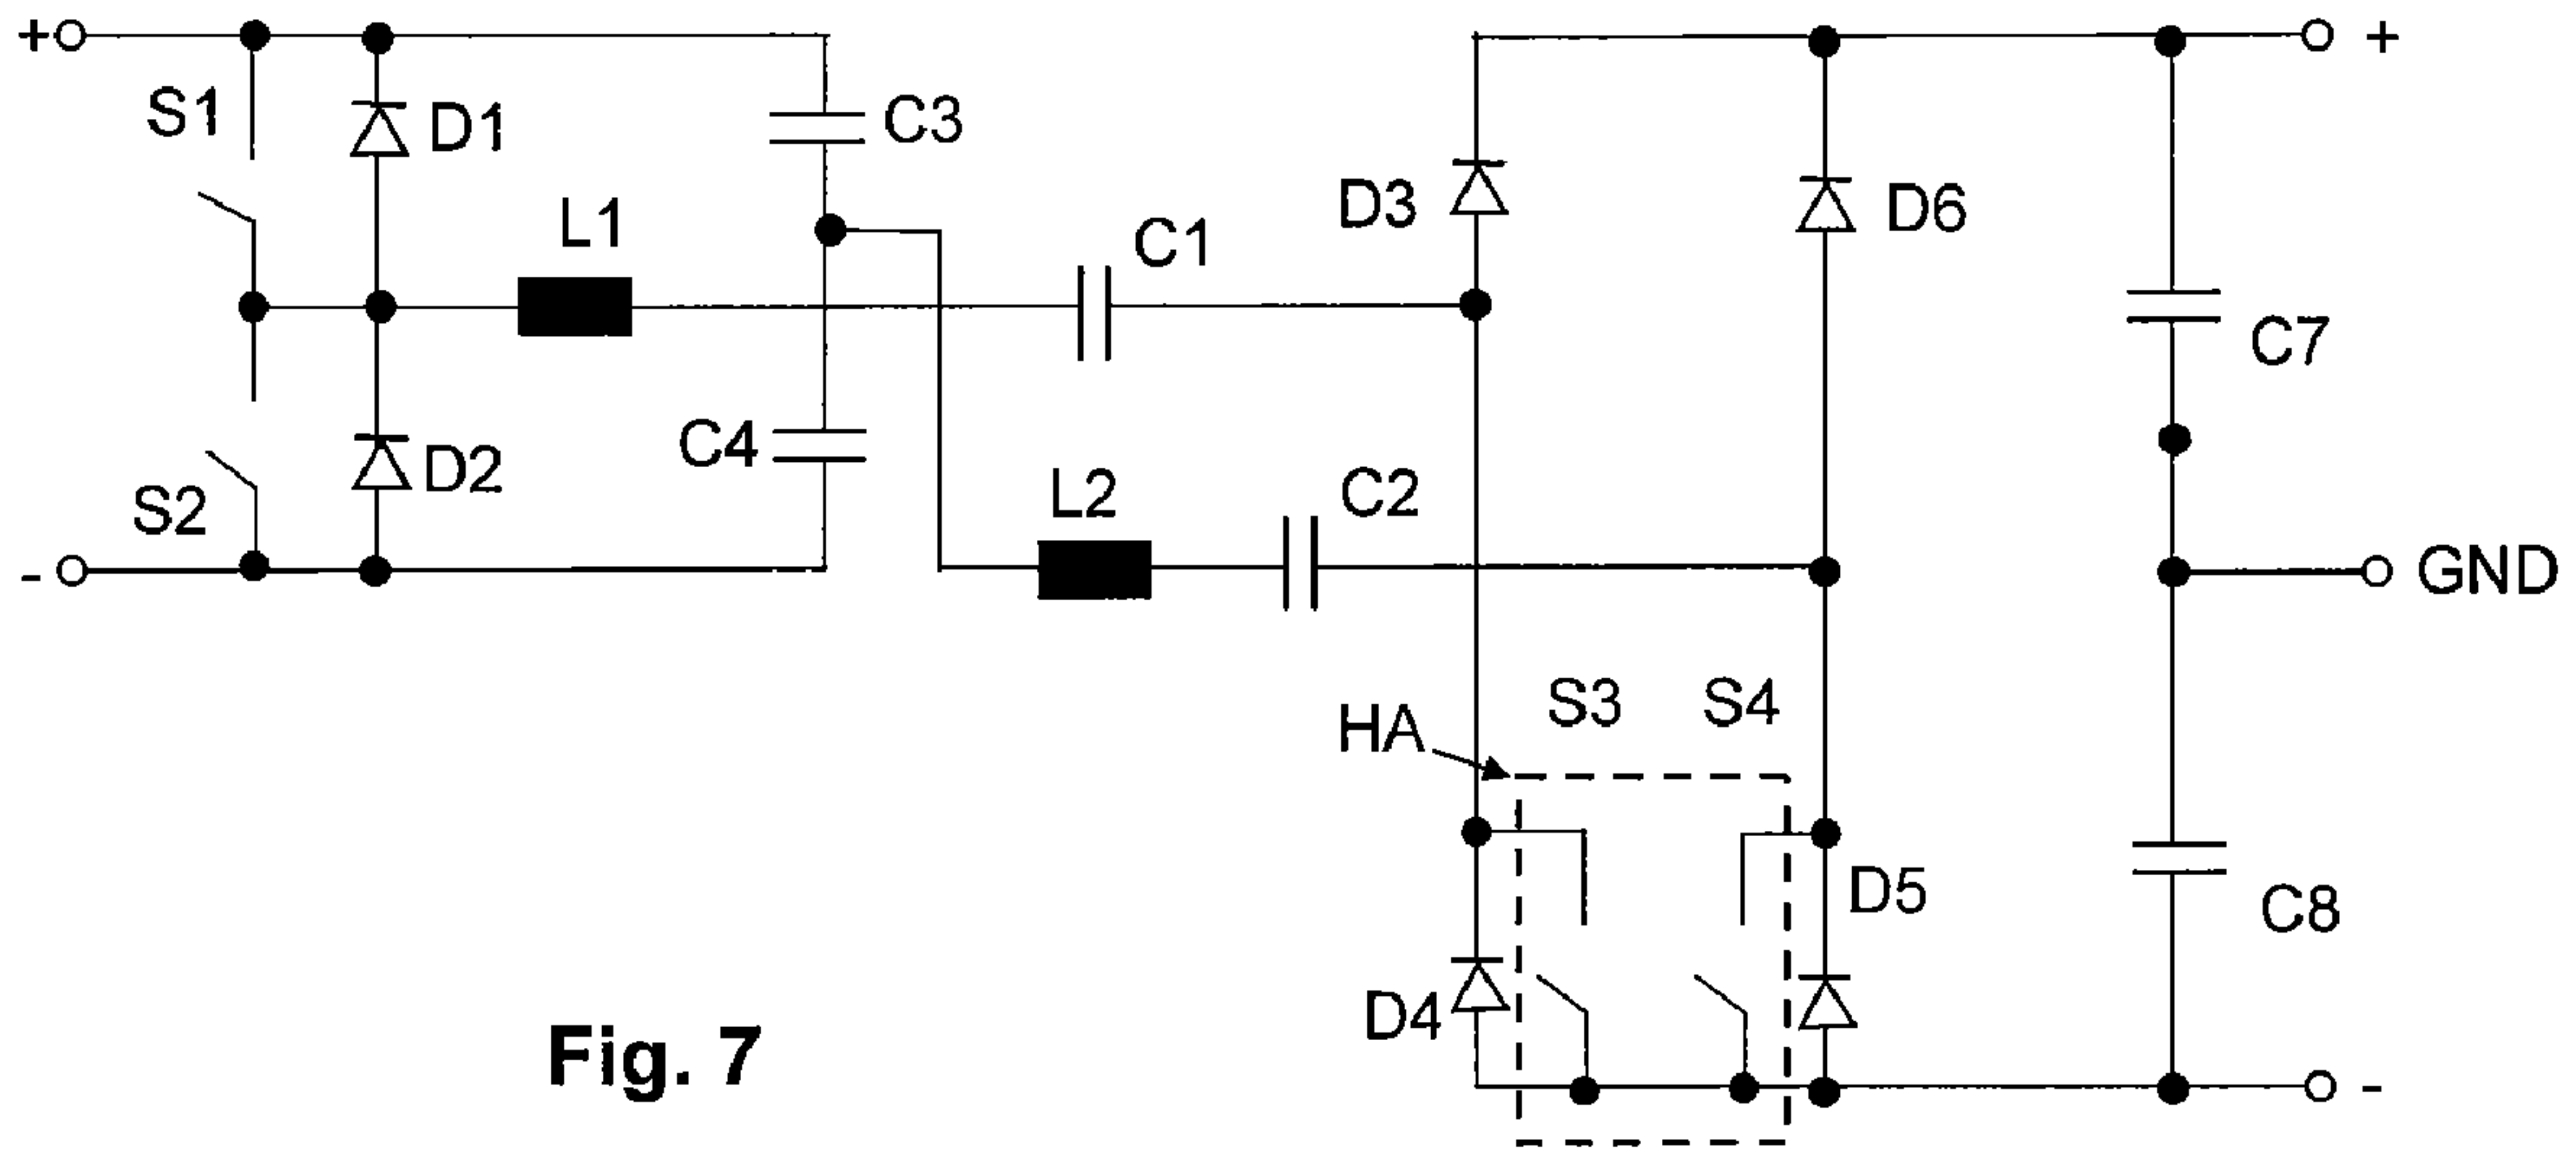 +
+
S1
D1
C3
D3
D6
L1
C1
C7
C4
D2
S2
L2
C2
-
GND
S3
S4
HA
D5
C8
D4
Fig. 7
-